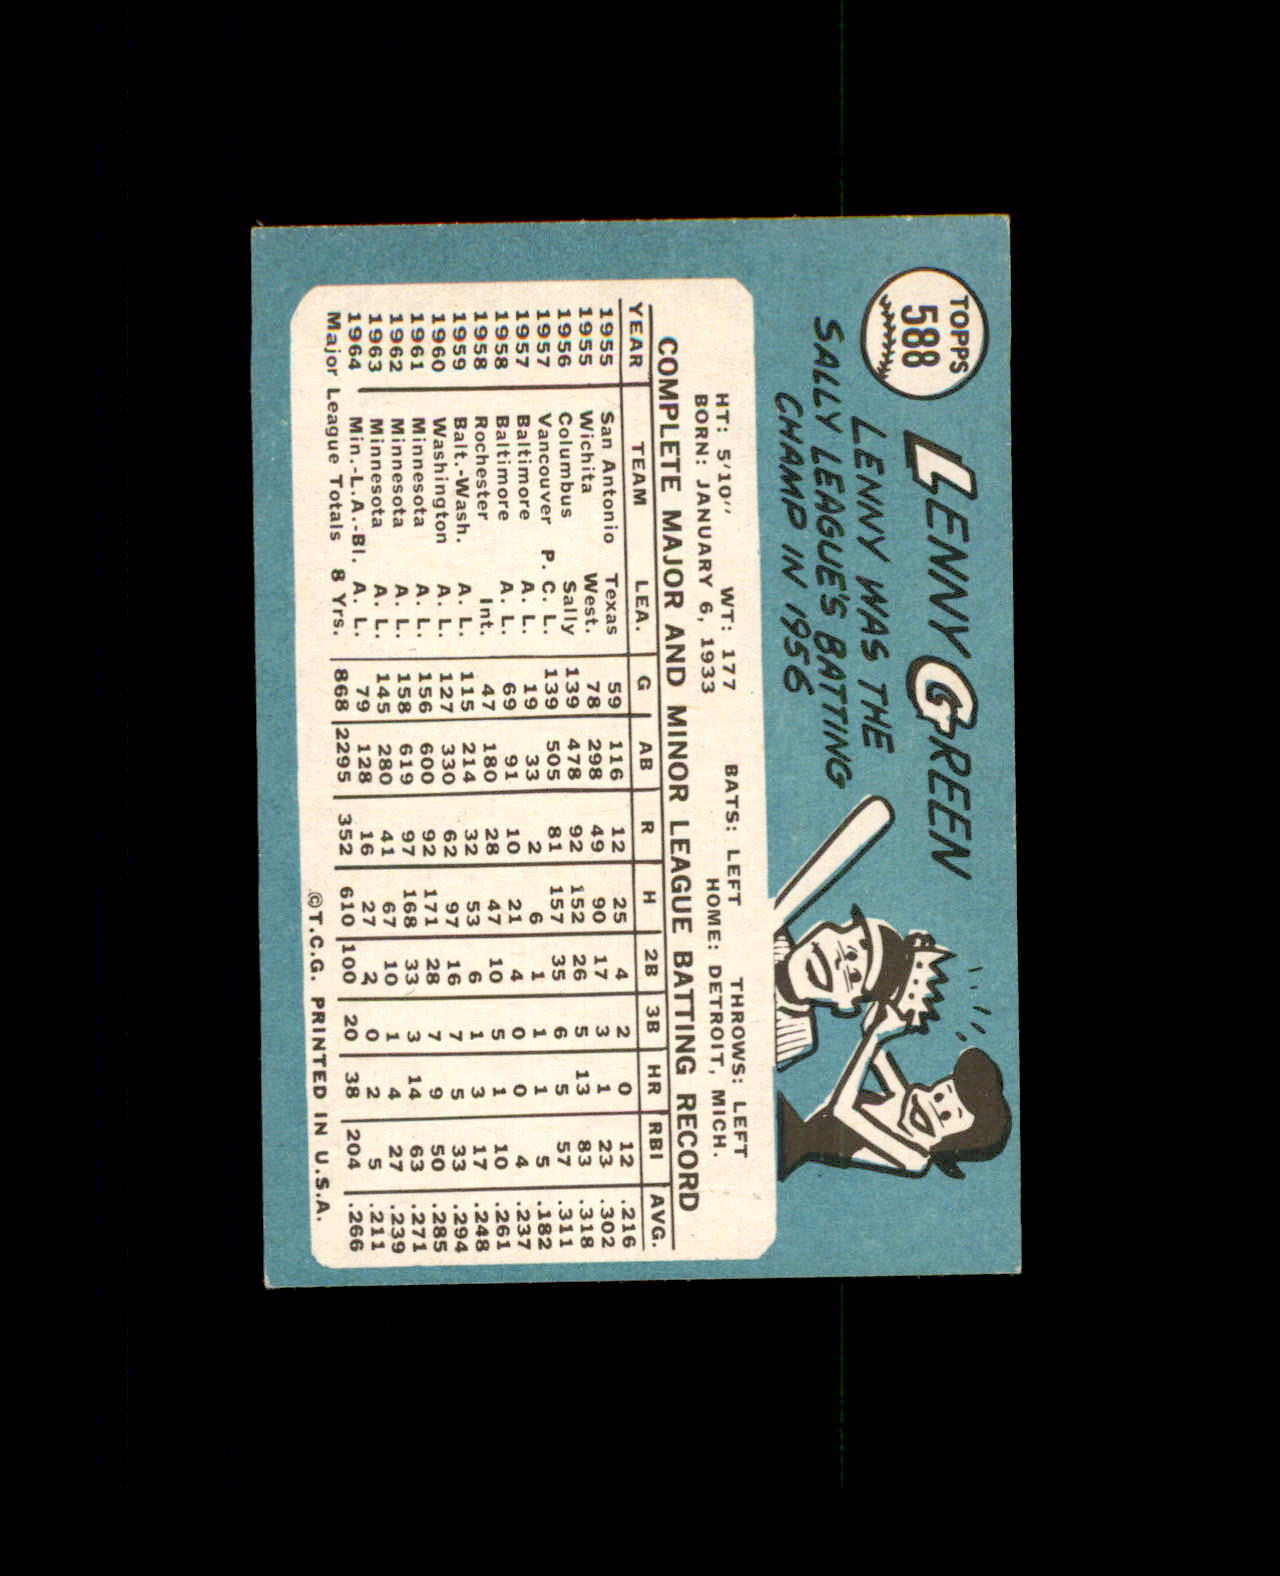 TOPPS
588
LENNY GREEN
LENNY WAS THE
SALLY LEAGUE'S BATTING
CHAMP IN 1956
HT: 5'10" WT: 177 BATS: LEFT THROWS: LEFT
BORN: JANUARY 6, 1933 HOME: DETROIT, MICH.
COMPLETE MAJOR AND MINOR LEAGUE BATTING RECORD
YEAR TEAM LEA. G AB R H 2B 3B HR RBI AVG.
1955 San Antonio Texas 59 116 12 25 4 2 0 12 .216
1955 Wichita West. 78 298 49 90 17 3 1 23 .302
1956 Columbus Sally 139 478 92 152 26 5 13 83 .318
1957 Vancouver P. C. L. 139 505 81 157 35 6 5 57 .311
1957 Baltimore A. L. 19 33 2 6 1 1 1 5 .182
1958 Baltimore A. L. 69 91 10 21 4 0 0 4 .237
1958 Rochester Int. 47 180 28 47 10 5 1 10 .261
1959 Balt.-Wash. A. L. 115 214 32 53 6 1 3 17 .248
1960 Washington A. L. 127 330 62 97 16 7 5 33 .294
1961 Minnesota A. L. 156 600 92 171 28 7 9 50 .285
1962 Minnesota A. L. 158 619 97 168 33 3 14 63 .271
1963 Minnesota A. L. 145 280 41 67 10 1 4 27 .239
1964 Min.-L.A.-Bl. A. L. 79 128 16 27 2 0 2 5 .211
Major League Totals 8 Yrs. 868 2295 352 610 100 20 38 204 .266
©T.C.G. PRINTED IN U.S.A.